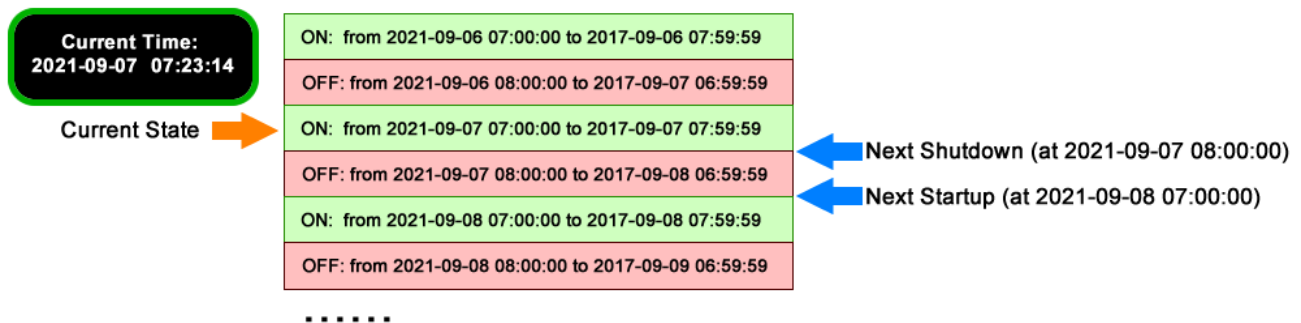 Current Time:
2021-09-07 07:23:14
ON: from 2021-09-06 07:00:00 to 2017-09-06 07:59:59
OFF: from 2021-09-06 08:00:00 to 2017-09-07 06:59:59
Current State
ON: from 2021-09-07 07:00:00 to 2017-09-07 07:59:59
Next Shutdown (at 2021-09-07 08:00:00)
OFF: from 2021-09-07 08:00:00 to 2017-09-08 06:59:59
Next Startup (at 2021-09-08 07:00:00)
ON: from 2021-09-08 07:00:00 to 2017-09-08 07:59:59
OFF: from 2021-09-08 08:00:00 to 2017-09-09 06:59:59
......